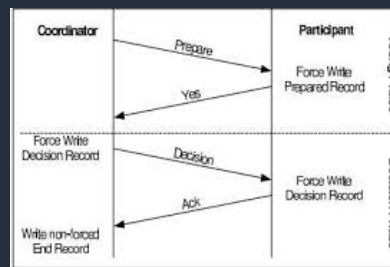 Coordinator
Participant
Prepare
Force Write
Prepared Record
Yes
Force Write
Decision Record
Decision
Force Write
Decision Record
Ack
Write non-forced
End Record